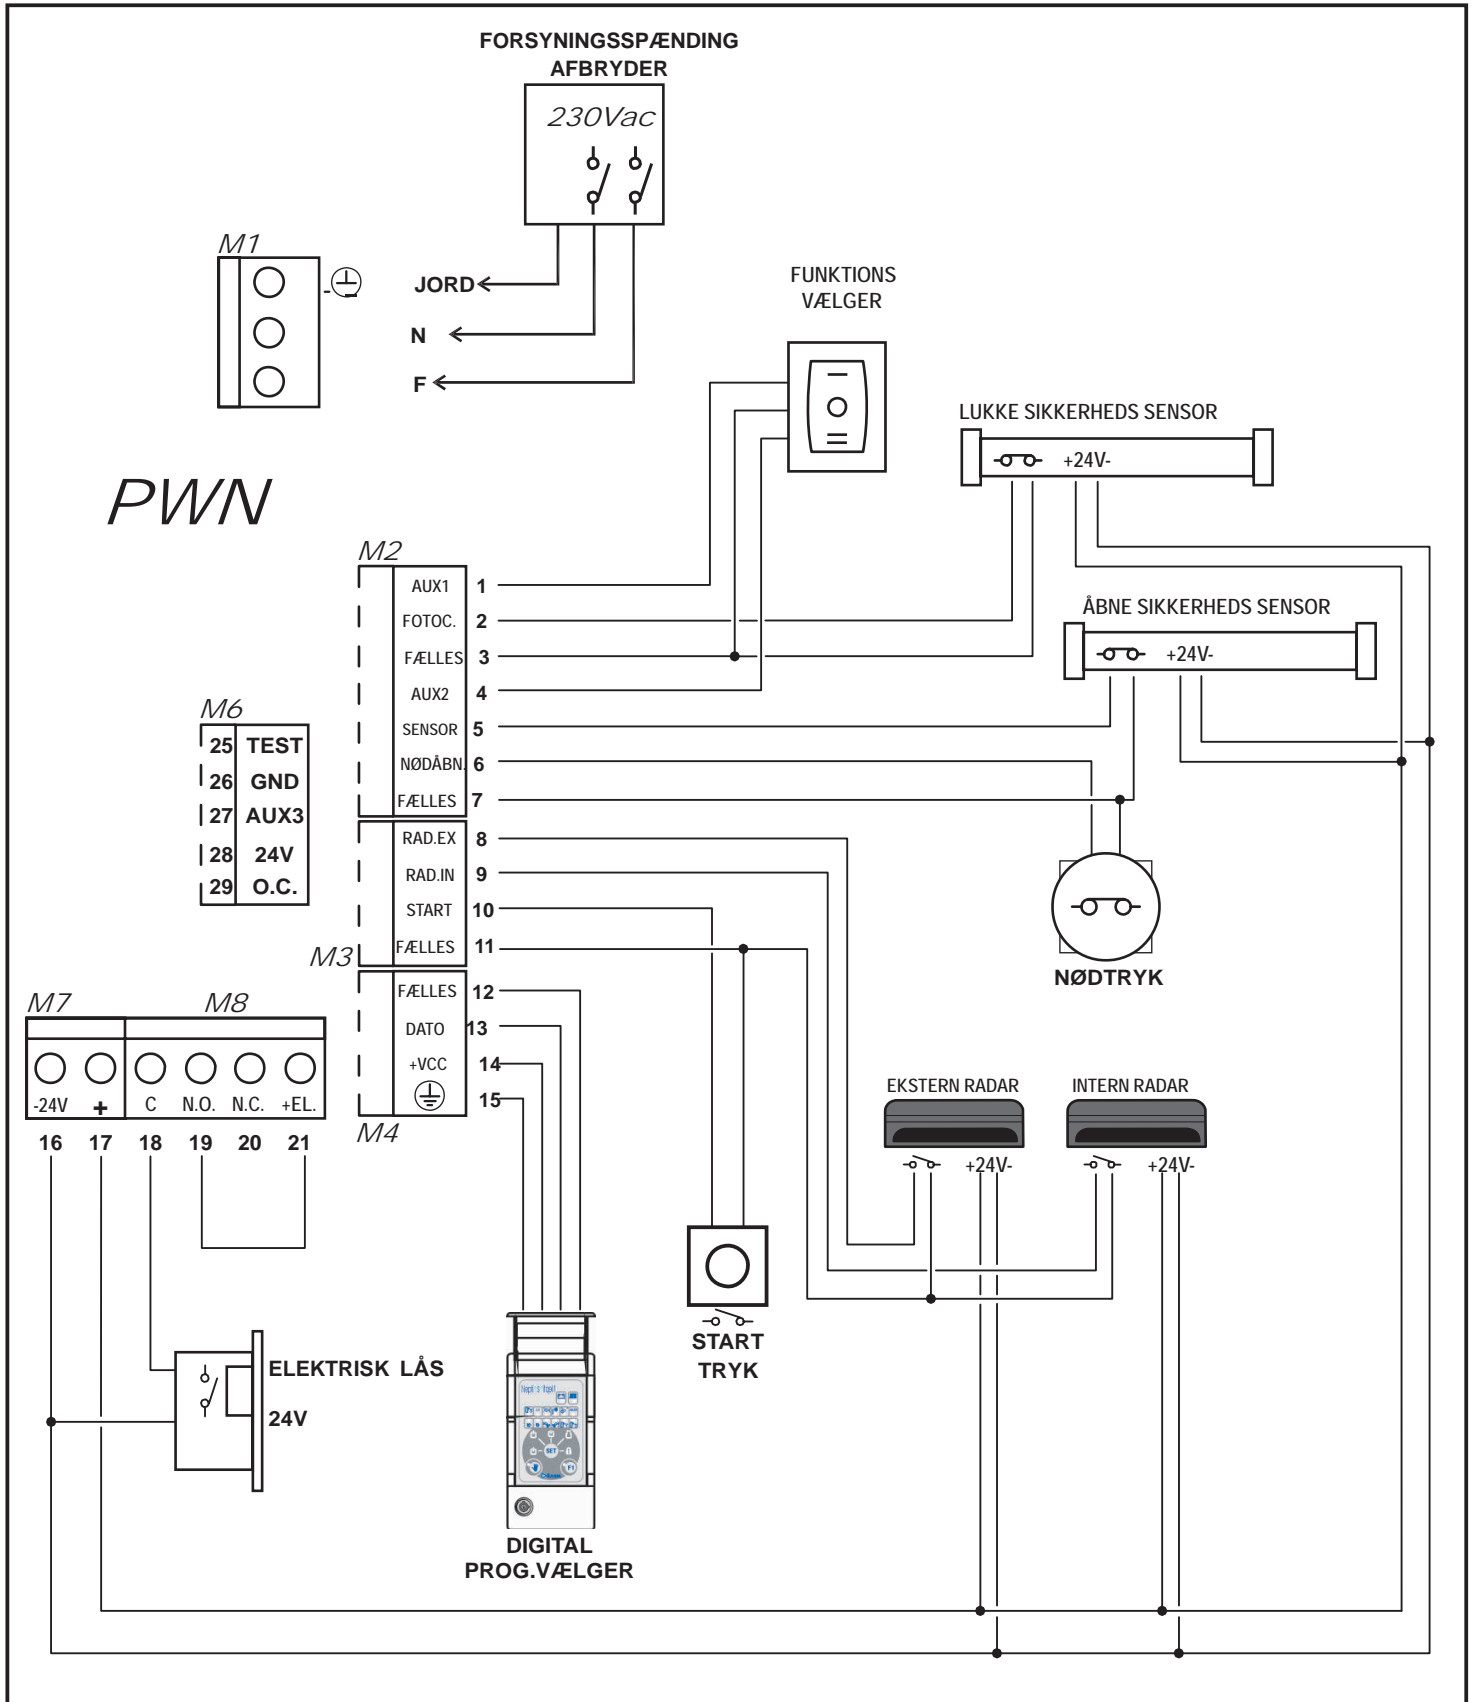 FORSYNINGSSPÆNDING
AFBRYDER
230Vac
M1
JORD
N
F
FUNKTIONS
VÆLGER
LUKKE SIKKERHEDS SENSOR
+24V-
PWN
M2
AUX1 1
FOTOC. 2
FÆLLES 3
AUX2 4
SENSOR 5
NØDÅBN. 6
FÆLLES 7
ÅBNE SIKKERHEDS SENSOR
+24V-
M6
25 TEST
26 GND
27 AUX3
28 24V
29 O.C.
RAD.EX 8
RAD.IN 9
START 10
FÆLLES 11
M3
NØDTRYK
FÆLLES 12
DATO 13
+VCC 14
15
M4
M7 M8
-24V + C N.O. N.C. +EL.
16 17 18 19 20 21
EKSTERN RADAR
+24V-
INTERN RADAR
+24V-
START
TRYK
ELEKTRISK LÅS
24V
SET
DIGITAL
PROG.VÆLGER